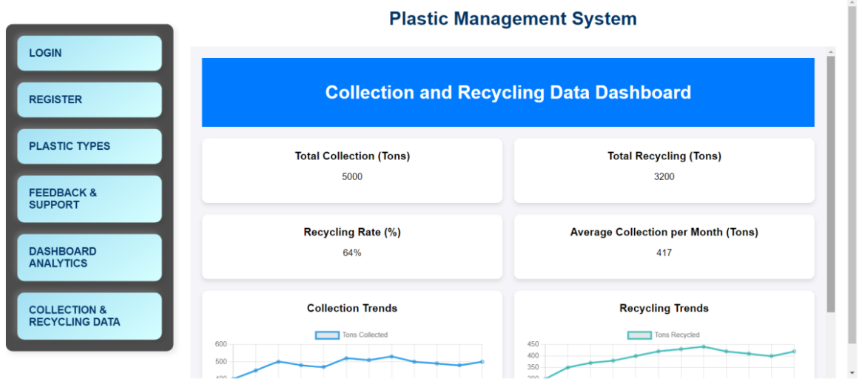 Plastic Management System
LOGIN
REGISTER
PLASTIC TYPES
FEEDBACK &
SUPPORT
DASHBOARD
ANALYTICS
COLLECTION &
RECYCLING DATA
Collection and Recycling Data Dashboard
Total Collection (Tons)
5000
Total Recycling (Tons)
3200
Recycling Rate (%)
64%
Average Collection per Month (Tons)
417
Collection Trends
Tons Collected
600
500
400
Recycling Trends
Tons Recycled
450
400
350
300